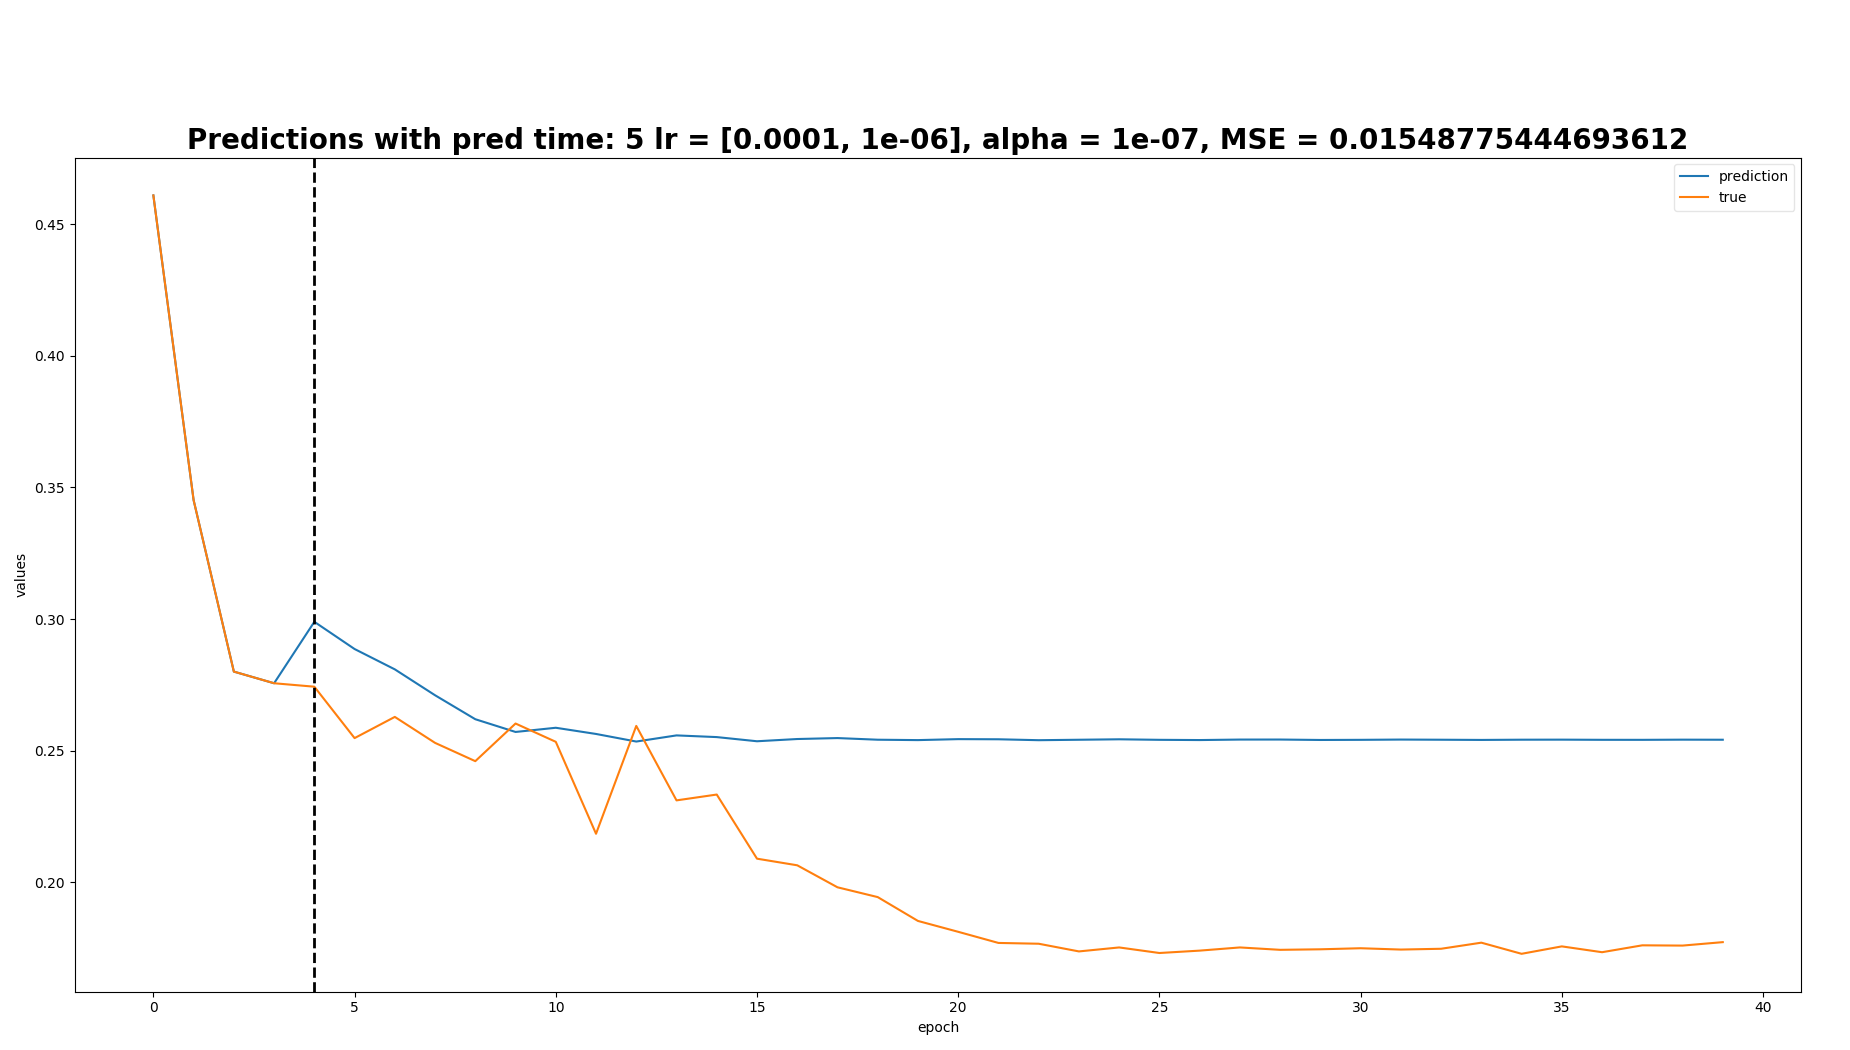 Predictions with pred time: 5 lr = [0.0001, 1e-06], alpha = 1e-07, MSE = 0.01548775444693612
prediction
true
0.45
0.40
0.35
0.30
0.25
0.20
values
0 5 10 15 20 25 30 35 40
epoch